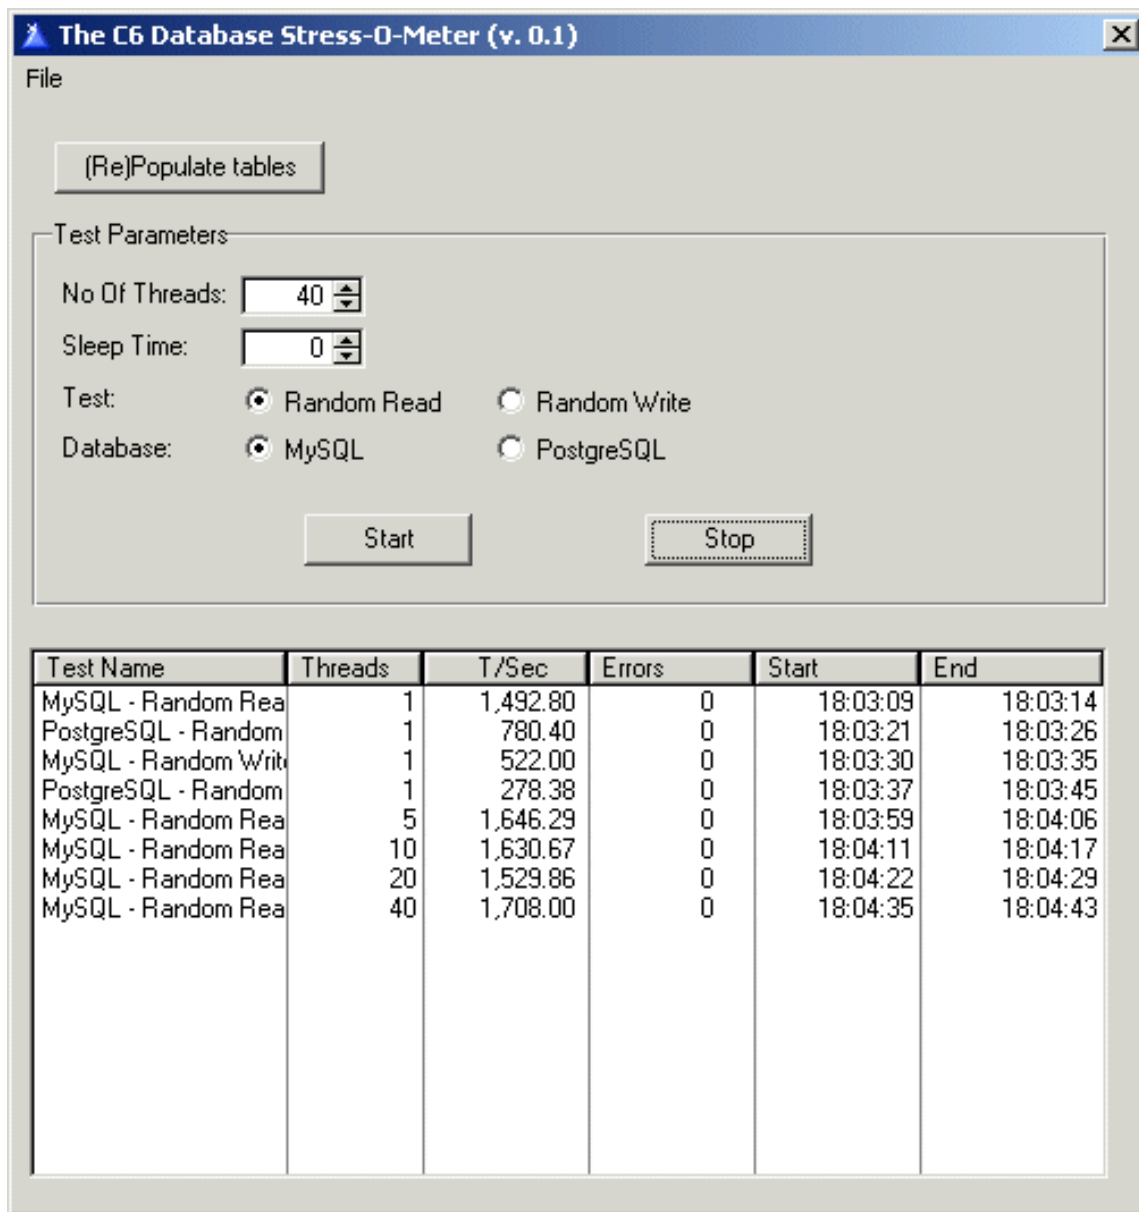 The C6 Database Stress-O-Meter (v. 0.1)
File
(Re)Populate tables
Test Parameters
No Of Threads: 40
Sleep Time: 0
Test: Random Read Random Write
Database: MySQL PostgreSQL
Start Stop
Test Name Threads T/Sec Errors Start End
MySQL - Random Rea 1 1,492.80 0 18:03:09 18:03:14
PostgreSQL - Random 1 780.40 0 18:03:21 18:03:26
MySQL - Random Writ 1 522.00 0 18:03:30 18:03:35
PostgreSQL - Random 1 278.38 0 18:03:37 18:03:45
MySQL - Random Rea 5 1,646.29 0 18:03:59 18:04:06
MySQL - Random Rea 10 1,630.67 0 18:04:11 18:04:17
MySQL - Random Rea 20 1,529.86 0 18:04:22 18:04:29
MySQL - Random Rea 40 1,708.00 0 18:04:35 18:04:43